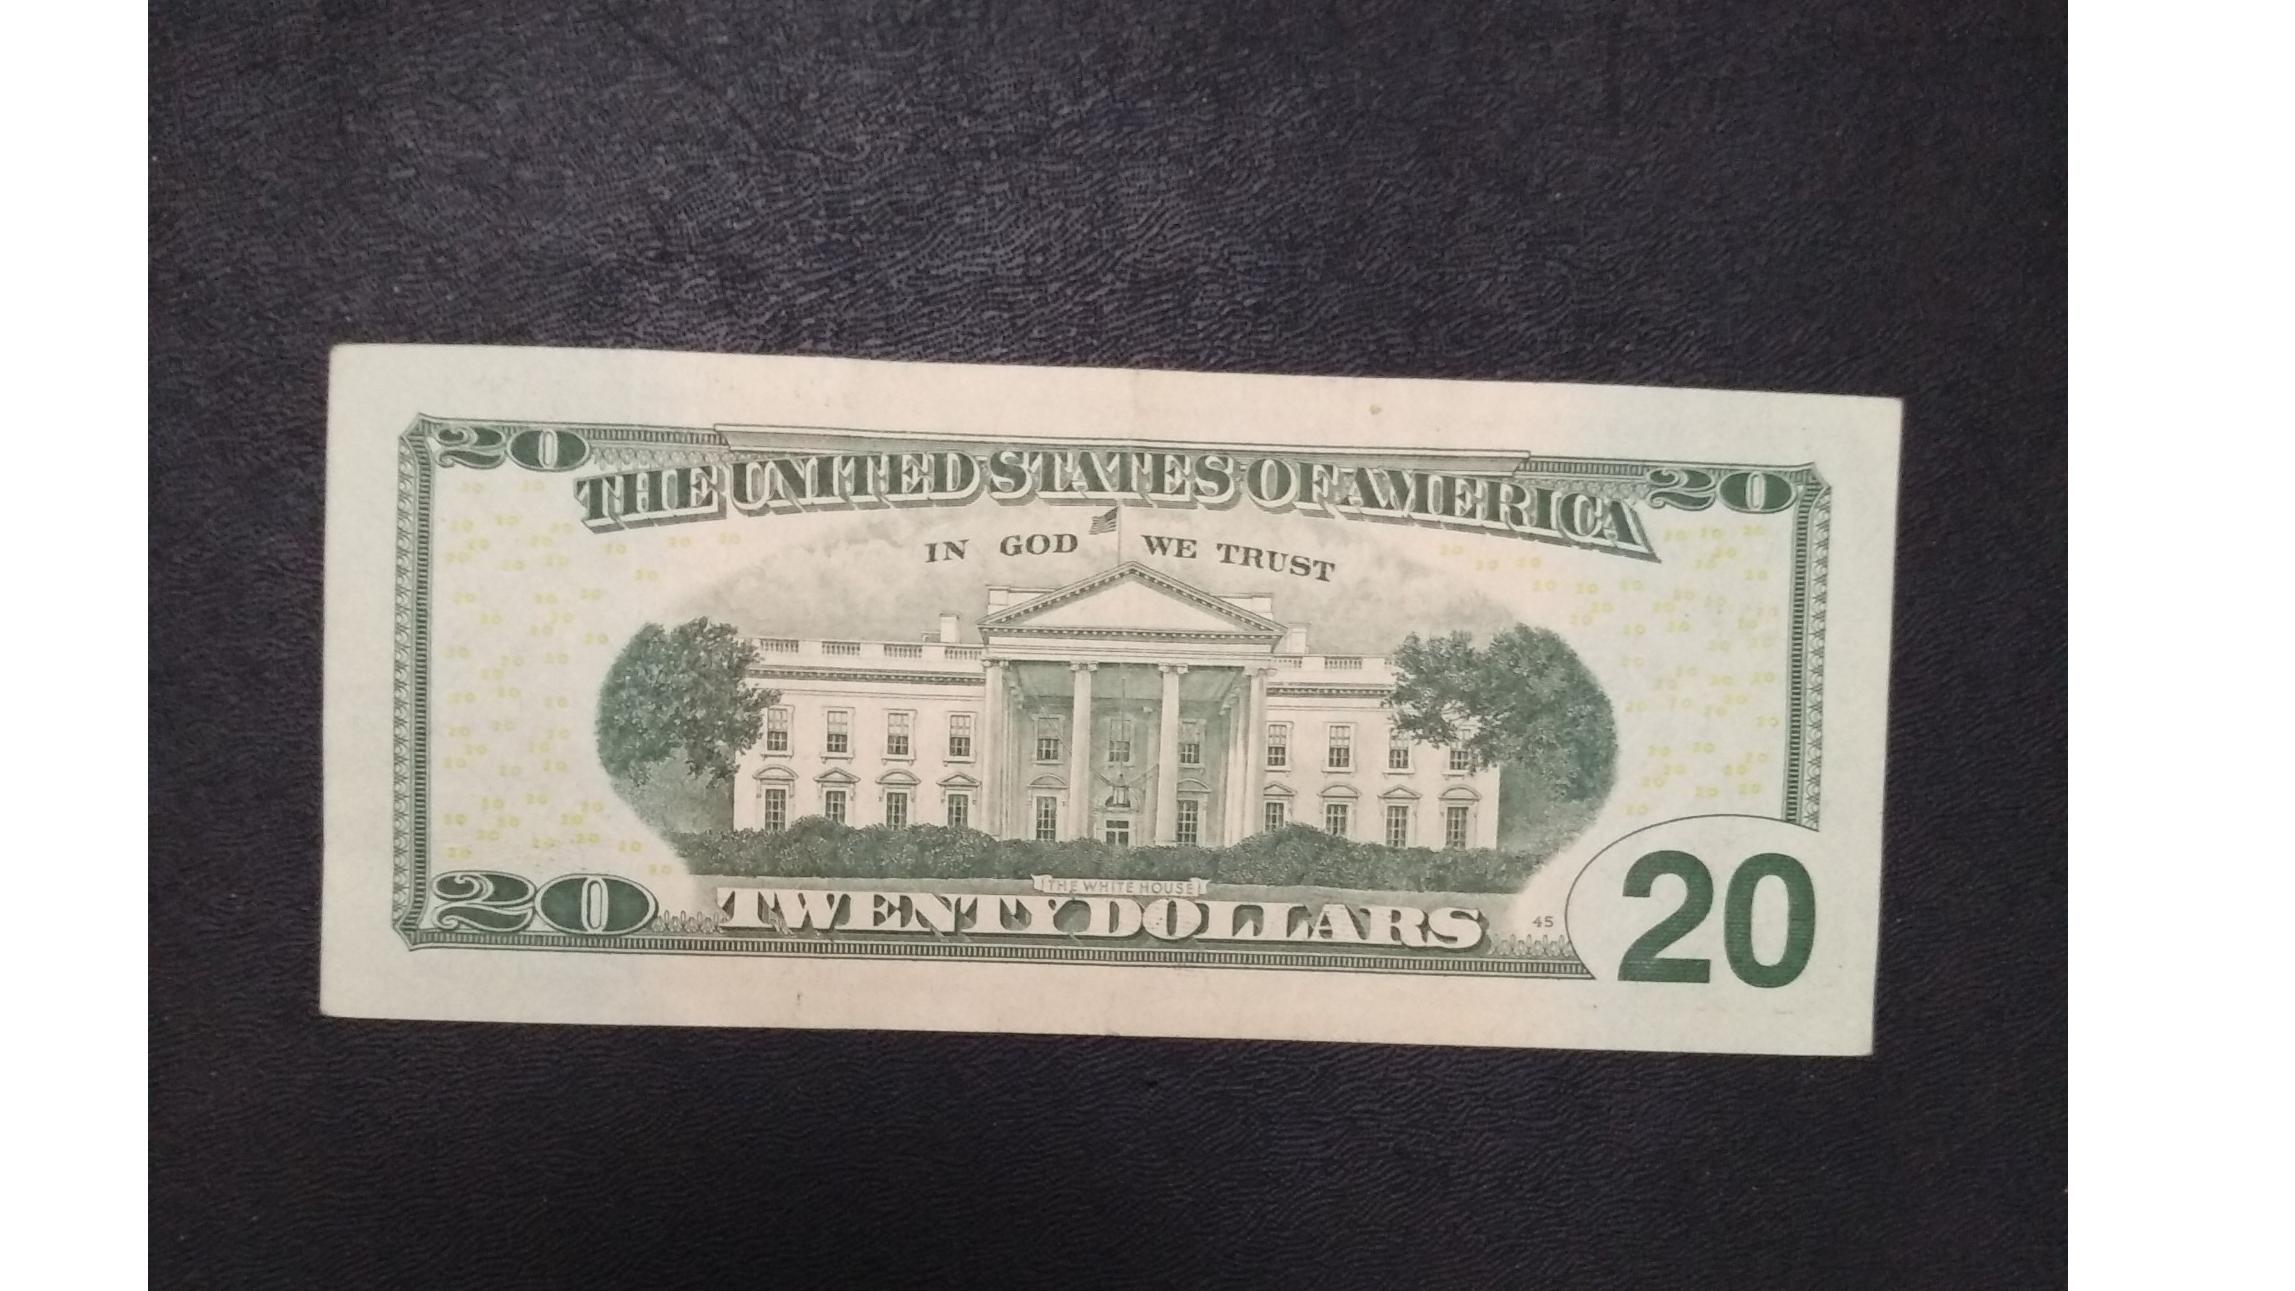 20 20
THE UNITED STATES OF AMERICA
IN GOD WE TRUST
THE WHITE HOUSE
20 TWENTY DOLLARS 45 20